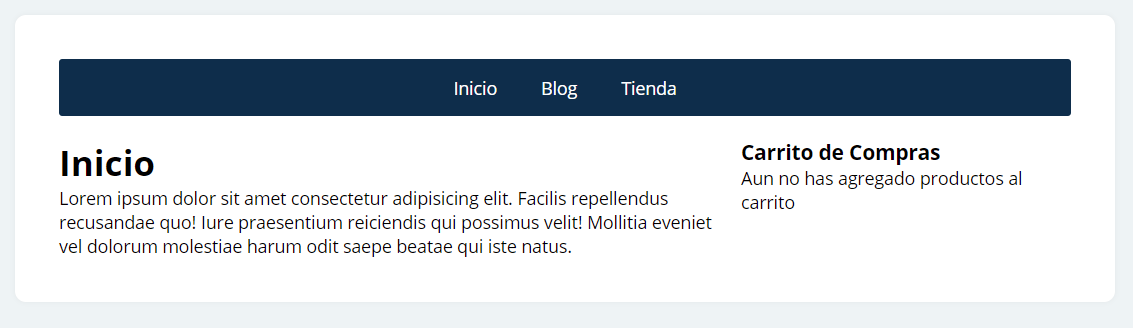 Inicio Blog Tienda
Inicio
Lorem ipsum dolor sit amet consectetur adipisicing elit. Facilis repellendus
recusandae quo! Iure praesentium reiciendis qui possimus velit! Mollitia eveniet
vel dolorum molestiae harum odit saepe beatae qui iste natus.
Carrito de Compras
Aun no has agregado productos al
carrito